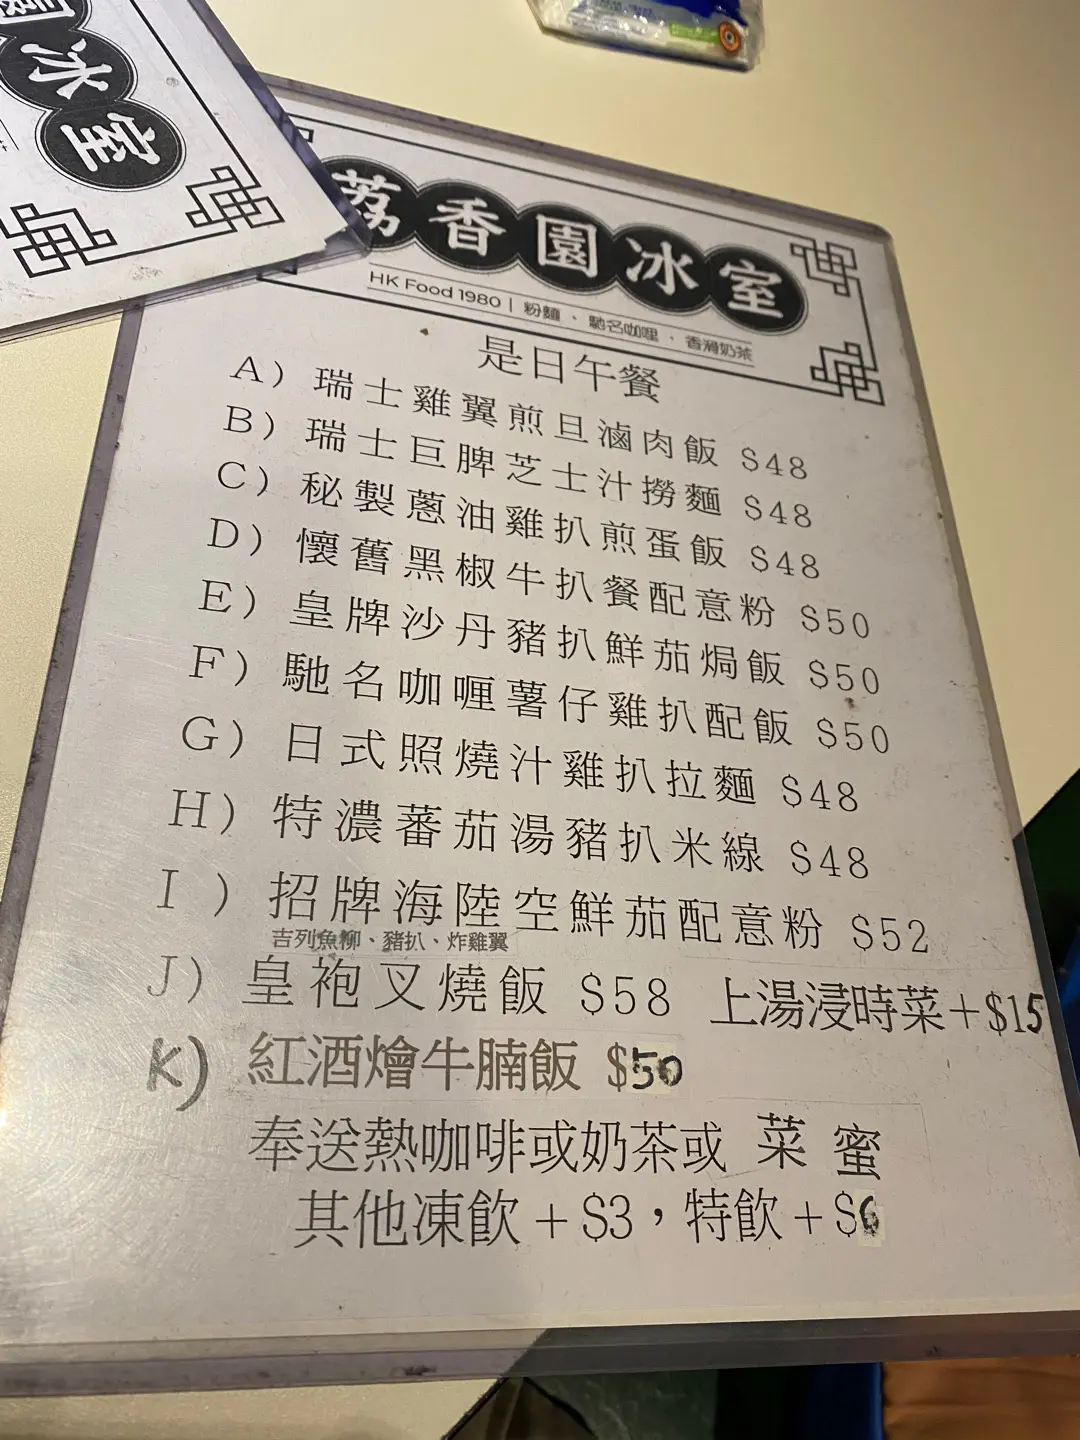 冰室
荔香園冰室
HK Food 1980 | 粉麵、馳名咖哩、香滑奶茶
是日午餐
A) 瑞士雞翼煎旦滷肉飯 $48
B) 瑞士巨脾芝士汁撈麵 $48
C) 秘製蔥油雞扒煎蛋飯 $48
D) 懷舊黑椒牛扒餐配意粉 $50
E) 皇牌沙丹豬扒鮮茄焗飯 $50
F) 馳名咖喱薯仔雞扒配飯 $50
G) 日式照燒汁雞扒拉麵 $48
H) 特濃蕃茄湯豬扒米線 $48
I) 招牌海陸空鮮茄配意粉 $52
吉列魚柳、豬扒、炸雞翼
J) 皇袍叉燒飯 $58 上湯浸時菜+$15
K) 紅酒燴牛腩飯 $50
奉送熱咖啡或奶茶或 菜蜜
其他凍飲+$3，特飲+$6